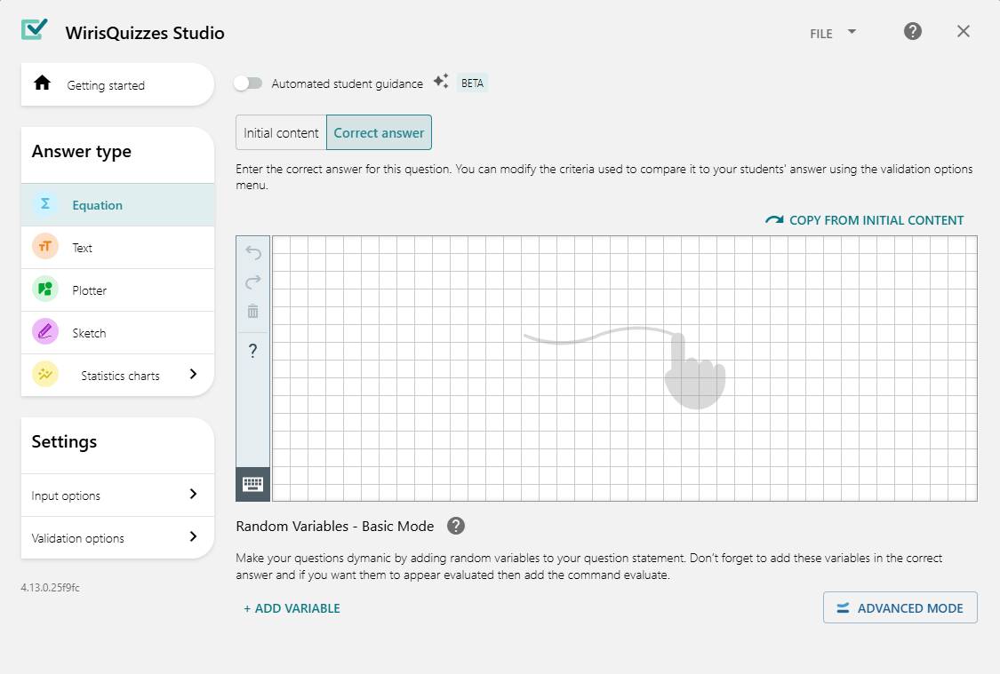 WirisQuizzes Studio
FILE
Getting started
Automated student guidance
BETA
Answer type
Equation
Text
Plotter
Sketch
Statistics charts
Settings
Input options
Validation options
4.13.0.25f9fc
Initial content
Correct answer
Enter the correct answer for this question. You can modify the criteria used to compare it to your students' answer using the validation options
menu.
COPY FROM INITIAL CONTENT
?
Random Variables - Basic Mode
?
Make your questions dymanic by adding random variables to your question statement. Don't forget to add these variables in the correct
answer and if you want them to appear evaluated then add the command evaluate.
+ ADD VARIABLE
ADVANCED MODE